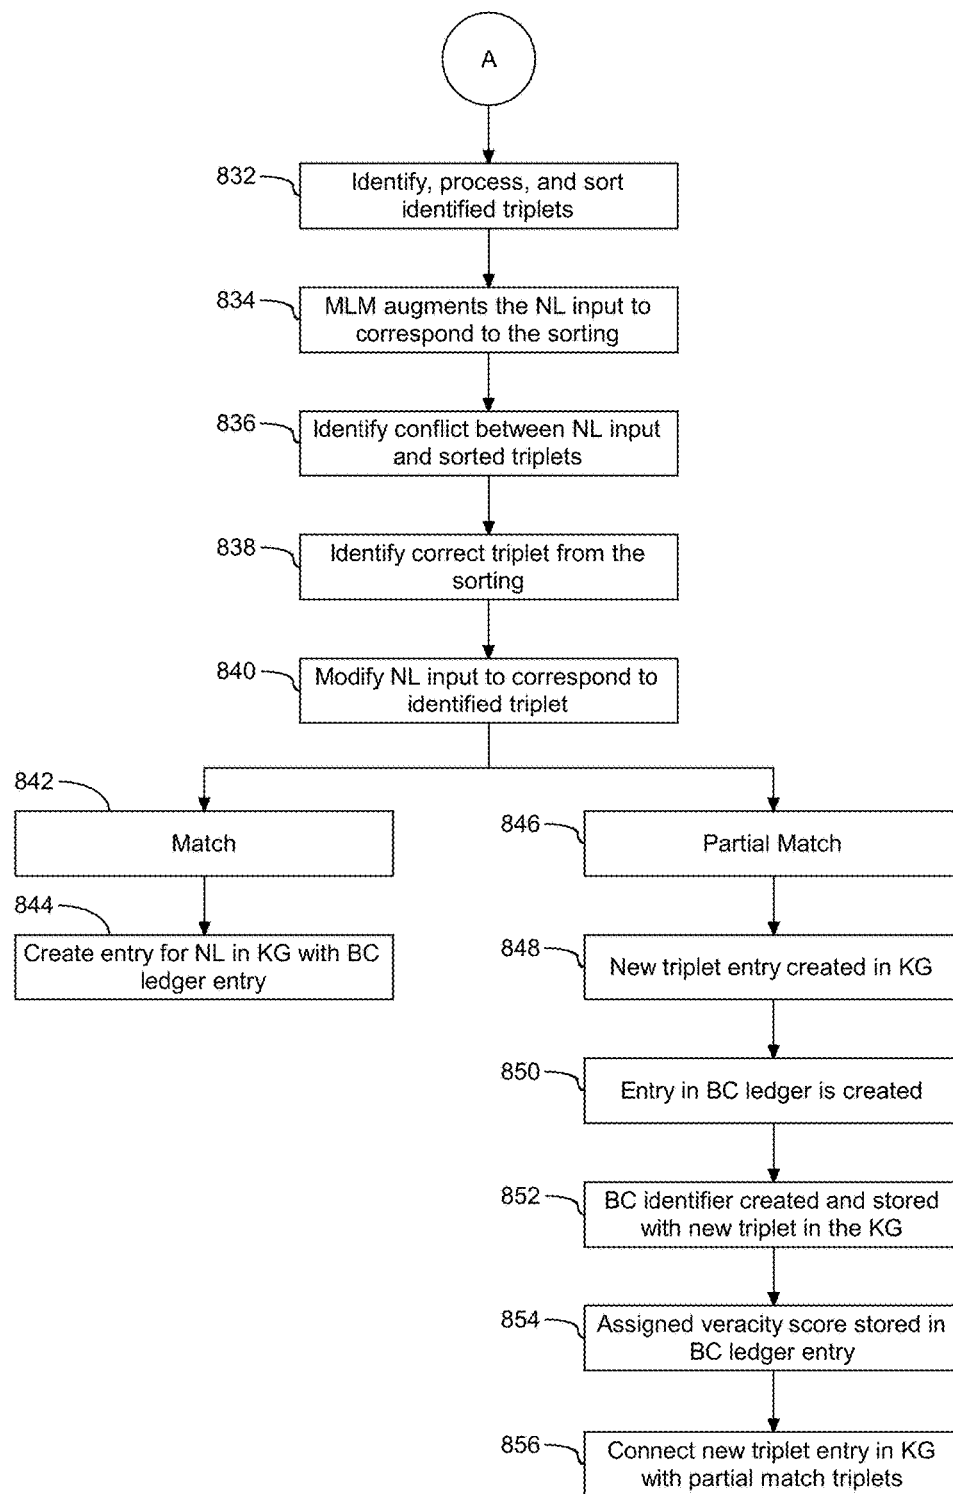 A
832
Identify, process, and sort
identified triplets
834
MLM augments the NL input to
correspond to the sorting
836
Identify conflict between NL input
and sorted triplets
838
Identify correct triplet from the
sorting
840
Modify NL input to correspond to
identified triplet
842
Match
844
Create entry for NL in KG with BC
ledger entry
846
Partial Match
848
New triplet entry created in KG
850
Entry in BC ledger is created
852
BC identifier created and stored
with new triplet in the KG
854
Assigned veracity score stored in
BC ledger entry
856
Connect new triplet entry in KG
with partial match triplets